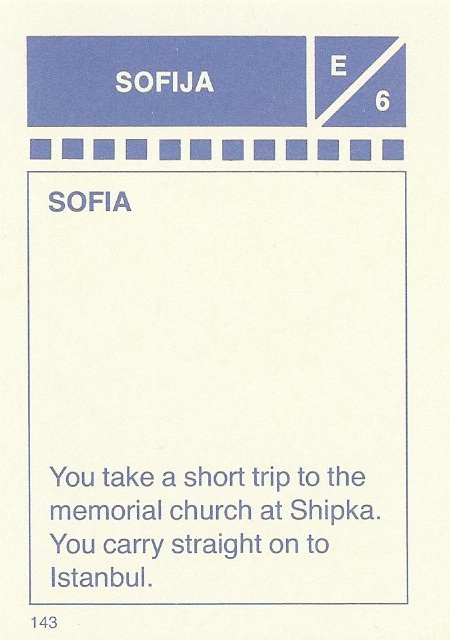 SOFIJA
E
6
SOFIA
You take a short trip to the
memorial church at Shipka.
You carry straight on to
Istanbul.
143